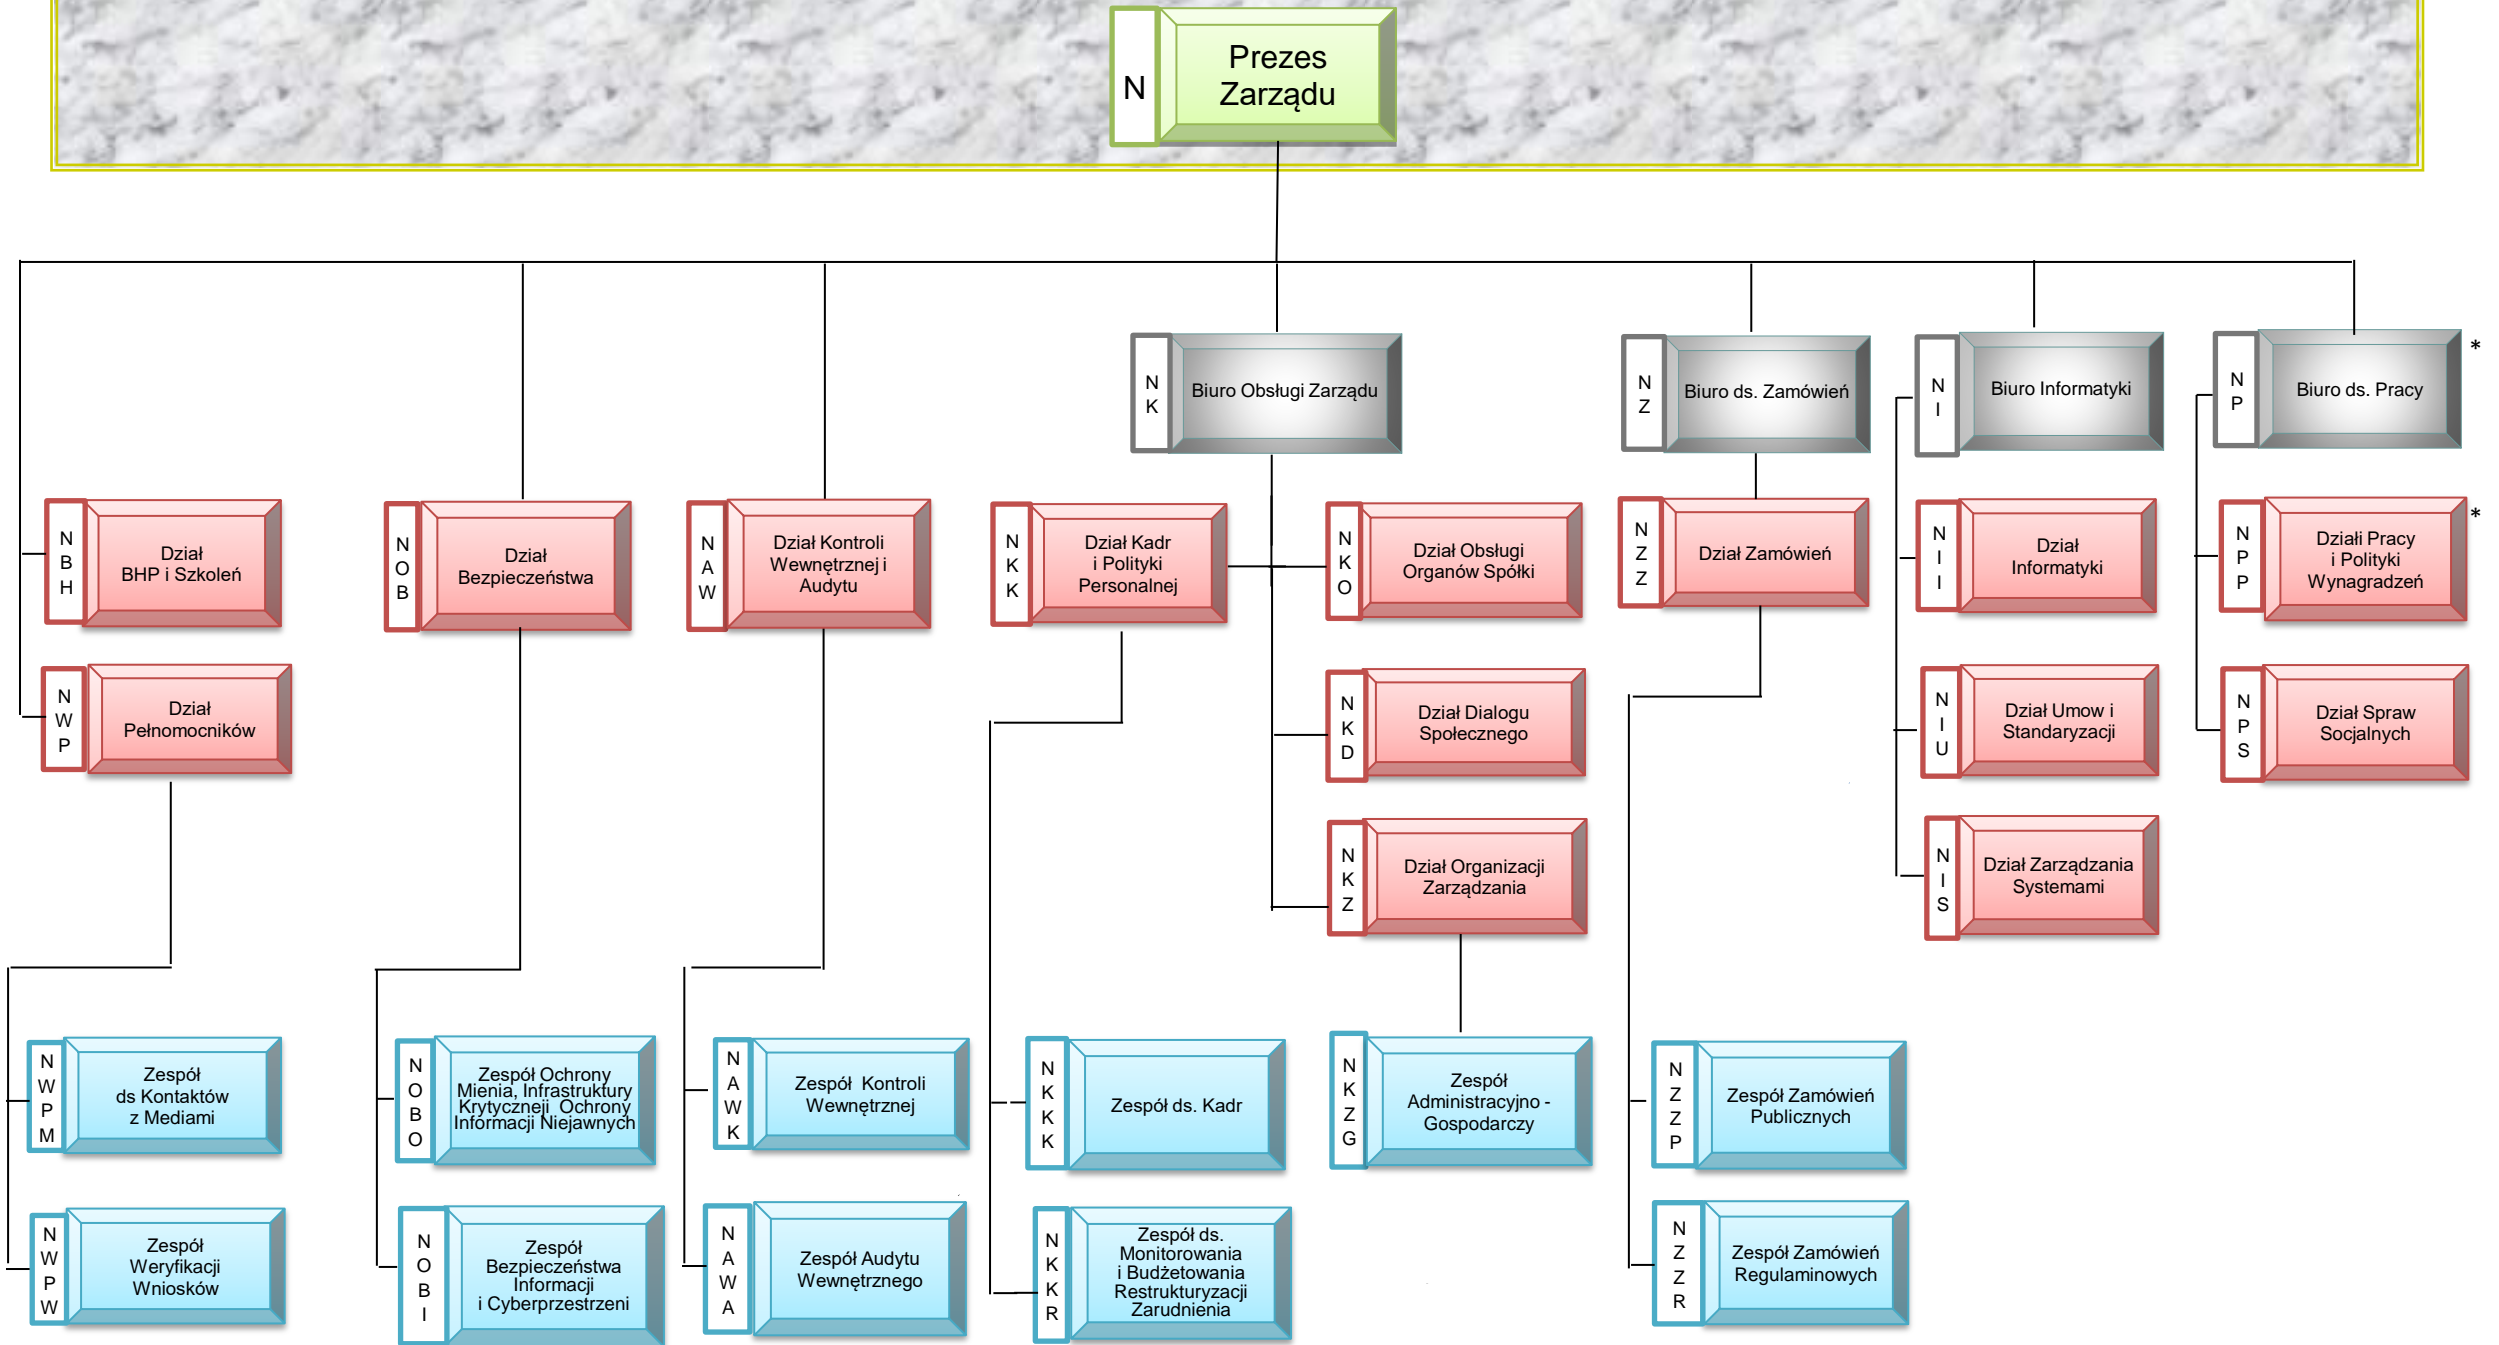 N
Prezes
Zarządu
N
K
Biuro Obsługi Zarządu
N
Z
Biuro ds. Zamówień
N
I
Biuro Informatyki
N
P
Biuro ds. Pracy
*
N
B
H
Dział
BHP i Szkoleń
N
O
B
Dział
Bezpieczeństwa
N
A
W
Dział Kontroli
Wewnętrznej i
Audytu
N
K
K
Dział Kadr
i Polityki
Personalnej
N
K
O
Dział Obsługi
Organów Spółki
N
Z
Z
Dział Zamówień
N
I
I
Dział
Informatyki
N
P
P
Działi Pracy
i Polityki
Wynagradzeń
*
N
W
P
Dział
Pełnomocników
N
K
D
Dział Dialogu
Społecznego
N
I
U
Dział Umow i
Standaryzacji
N
P
S
Dział Spraw
Socjalnych
N
K
Z
Dział Organizacji
Zarządzania
N
I
S
Dział Zarządzania
Systemami
N
W
P
M
Zespół
ds Kontaktów
z Mediami
N
O
B
O
Zespół Ochrony
Mienia, Infrastruktury
Krytyczneji Ochrony
Informacji Niejawnych
N
A
W
K
Zespół Kontroli
Wewnętrznej
N
K
K
K
Zespół ds. Kadr
N
K
Z
G
Zespół
Administracyjno -
Gospodarczy
N
Z
Z
P
Zespół Zamówień
Publicznych
N
W
P
W
Zespół
Weryfikacji
Wniosków
N
O
B
I
Zespół
Bezpieczeństwa
Informacji
i Cyberprzestrzeni
N
A
W
A
Zespół Audytu
Wewnętrznego
N
K
K
R
Zespół ds.
Monitorowania
i Budżetowania
Restrukturyzacji
Zarudnienia
N
Z
Z
R
Zespół Zamówień
Regulaminowych